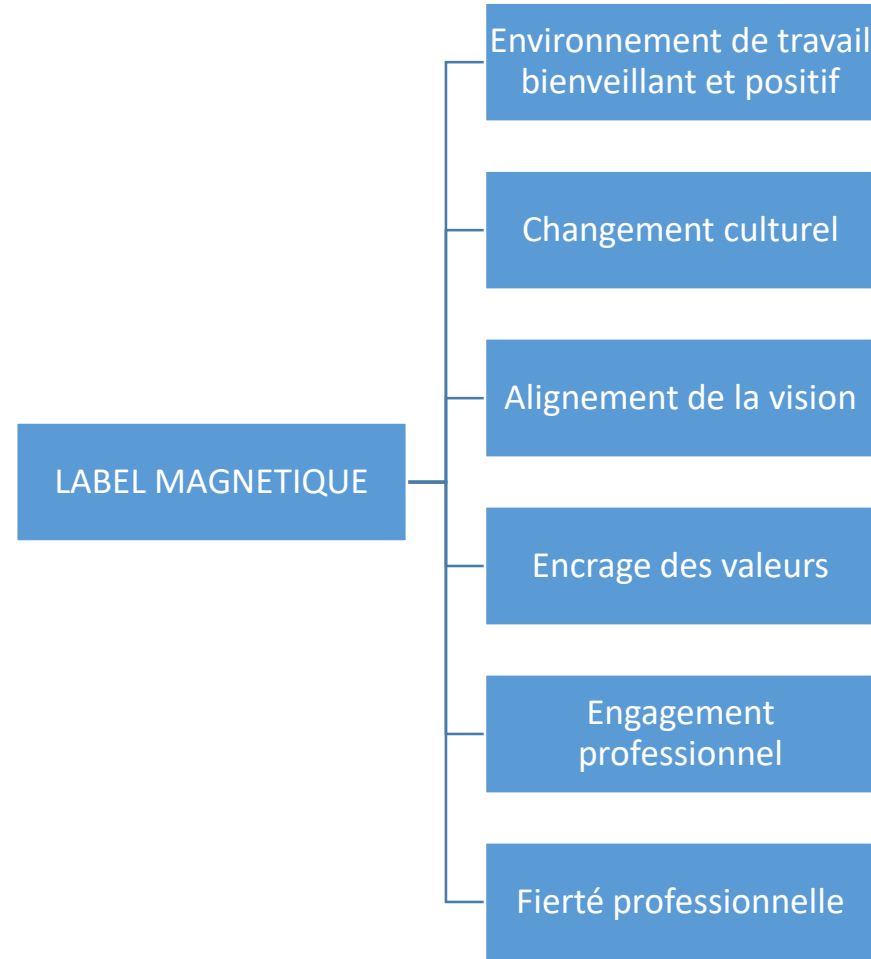 Environnement de travail
bienveillant et positif
Changement culturel
Alignement de la vision
LABEL MAGNETIQUE
Encrage des valeurs
Engagement
professionnel
Fierté professionnelle